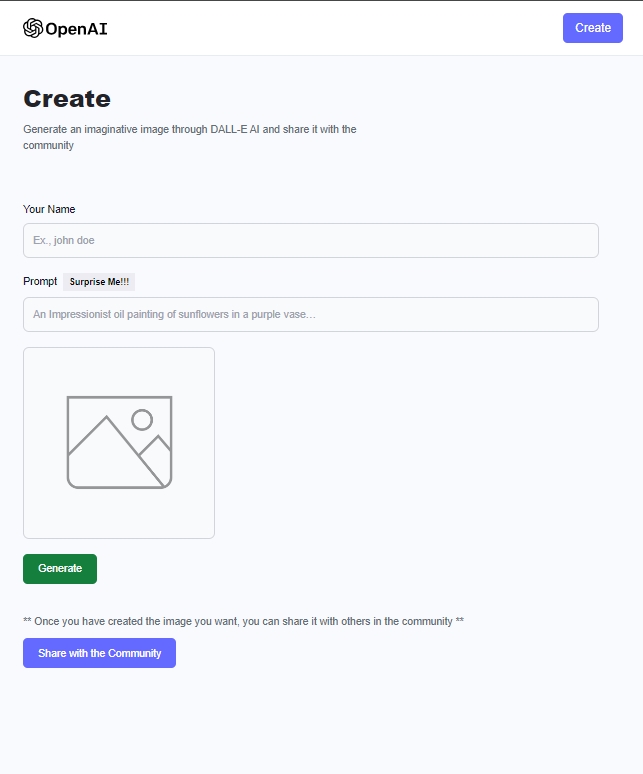 OpenAI
Create
Create
Generate an imaginative image through DALL-E AI and share it with the
community
Your Name
Ex., john doe
Prompt Surprise Me!!!
An Impressionist oil painting of sunflowers in a purple vase…
Generate
** Once you have created the image you want, you can share it with others in the community **
Share with the Community